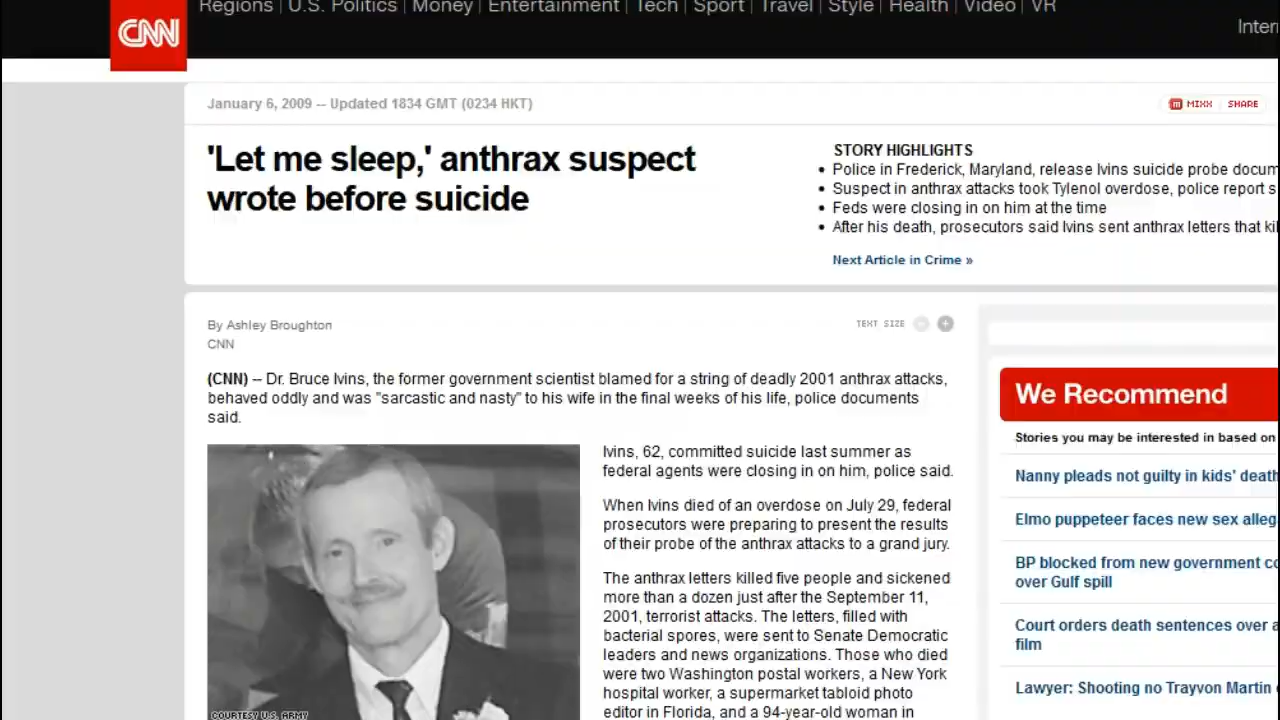 Regions | U.S. Politics | Money | Entertainment | Tech | Sport | Travel | Style | Health | Video | VR
CNN
January 6, 2009 -- Updated 1834 GMT (0234 HKT)
MIXX | SHARE
'Let me sleep,' anthrax suspect
wrote before suicide
STORY HIGHLIGHTS
• Police in Frederick, Maryland, release Ivins suicide probe
• Suspect in anthrax attacks took Tylenol overdose, police report
• Feds were closing in on him at the time
• After his death, prosecutors said Ivins sent anthrax letters that
Next Article in Crime »
By Ashley Broughton
CNN
TEXT SIZE - +
(CNN) -- Dr. Bruce Ivins, the former government scientist blamed for a string of deadly 2001 anthrax attacks,
behaved oddly and was "sarcastic and nasty" to his wife in the final weeks of his life, police documents
said.
Ivins, 62, committed suicide last summer as
federal agents were closing in on him, police said.
When Ivins died of an overdose on July 29, federal
prosecutors were preparing to present the results
of their probe of the anthrax attacks to a grand jury.
The anthrax letters killed five people and sickened
more than a dozen just after the September 11,
2001, terrorist attacks. The letters, filled with
bacterial spores, were sent to Senate Democratic
leaders and news organizations. Those who died
were two Washington postal workers, a New York
hospital worker, a supermarket tabloid photo
editor in Florida, and a 94-year-old woman in
COURTESY U.S. ARMY
We Recommend
Stories you may be interested in based on
Nanny pleads not guilty in kids' death
Elmo puppeteer faces new sex
BP blocked from new government
over Gulf spill
Court orders death sentences over a
film
Lawyer: Shooting no Trayvon Martin